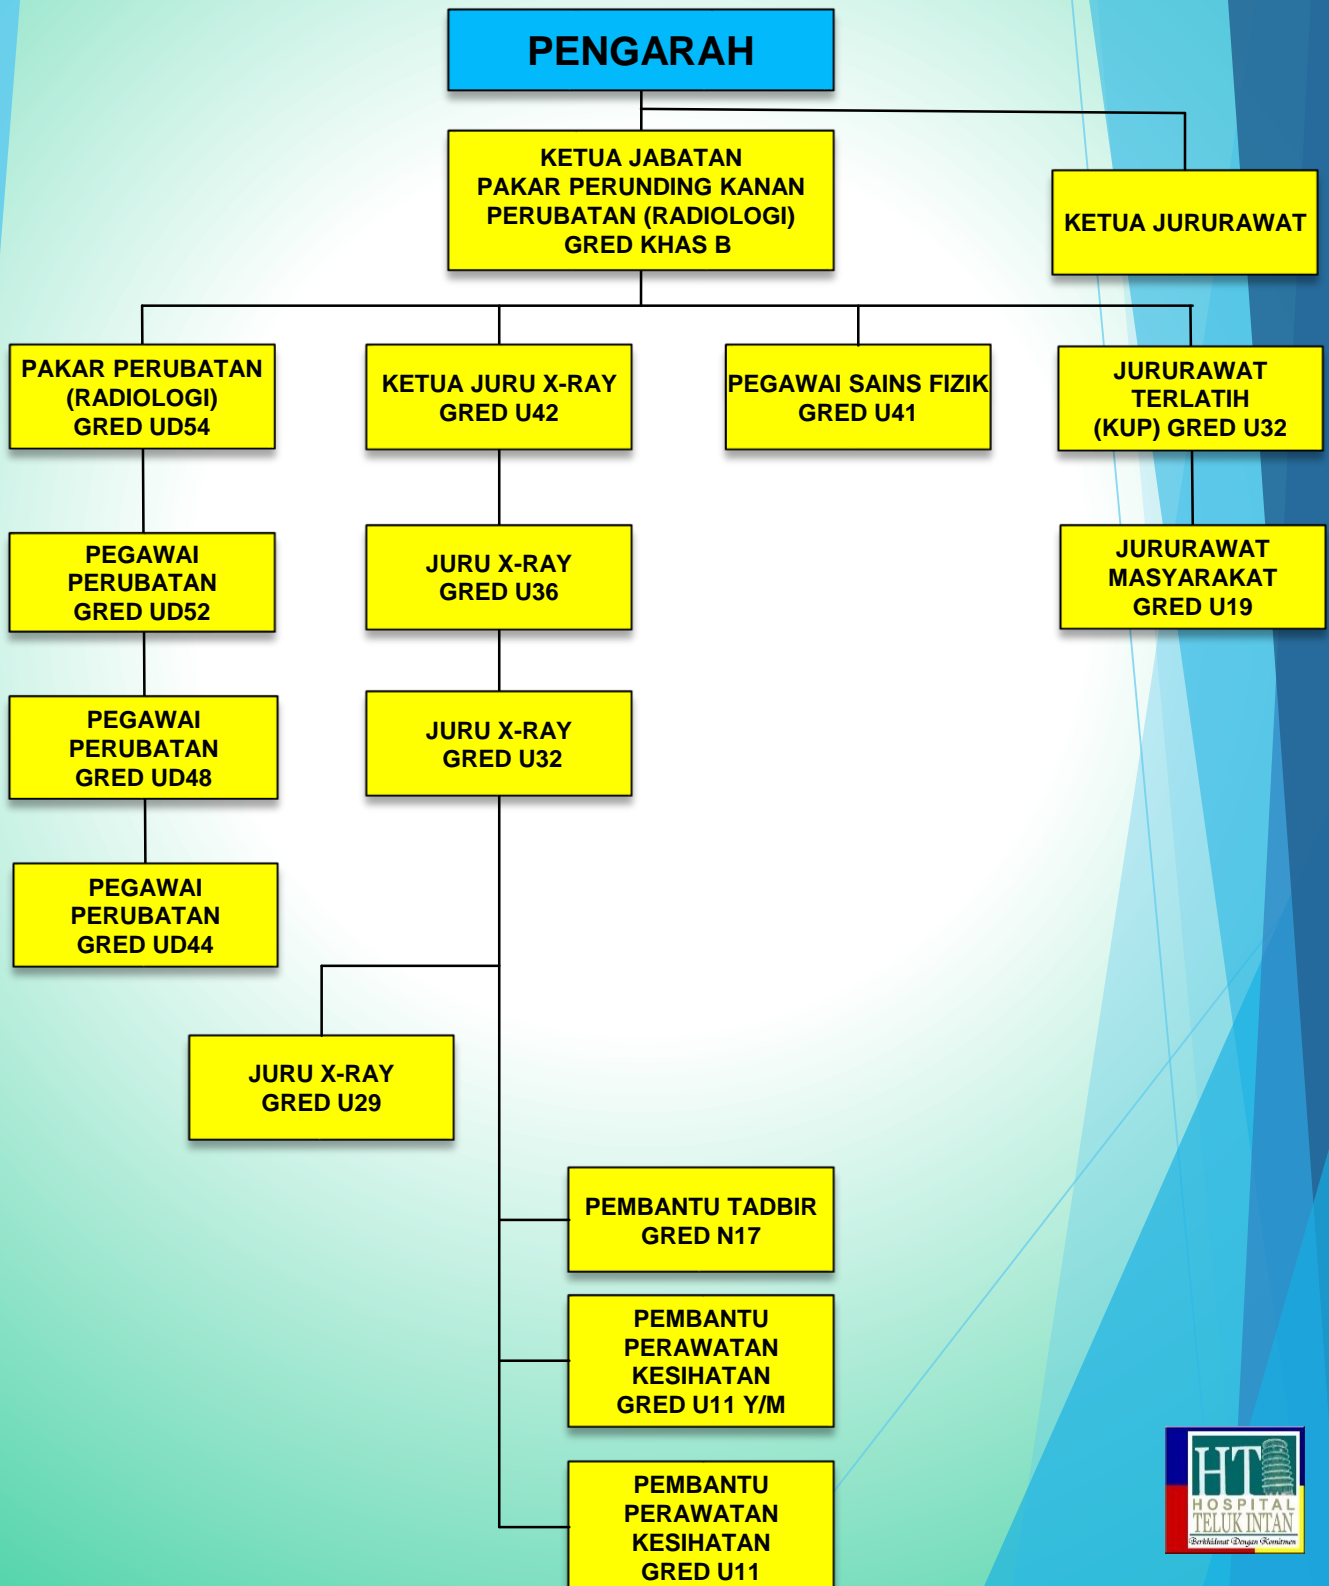 PENGARAH
KETUA JABATAN
PAKAR PERUNDING KANAN
PERUBATAN (RADIOLOGI)
GRED KHAS B
KETUA JURURAWAT
PAKAR PERUBATAN
(RADIOLOGI)
GRED UD54
KETUA JURU X-RAY
GRED U42
PEGAWAI SAINS FIZIK
GRED U41
JURURAWAT
TERLATIH
(KUP) GRED U32
PEGAWAI
PERUBATAN
GRED UD52
JURU X-RAY
GRED U36
JURURAWAT
MASYARAKAT
GRED U19
PEGAWAI
PERUBATAN
GRED UD48
JURU X-RAY
GRED U32
PEGAWAI
PERUBATAN
GRED UD44
JURU X-RAY
GRED U29
PEMBANTU TADBIR
GRED N17
PEMBANTU
PERAWATAN
KESIHATAN
GRED U11 Y/M
PEMBANTU
PERAWATAN
KESIHATAN
GRED U11
HT
HOSPITAL
TELUK INTAN
Berkhidmat Dengan Komitmen